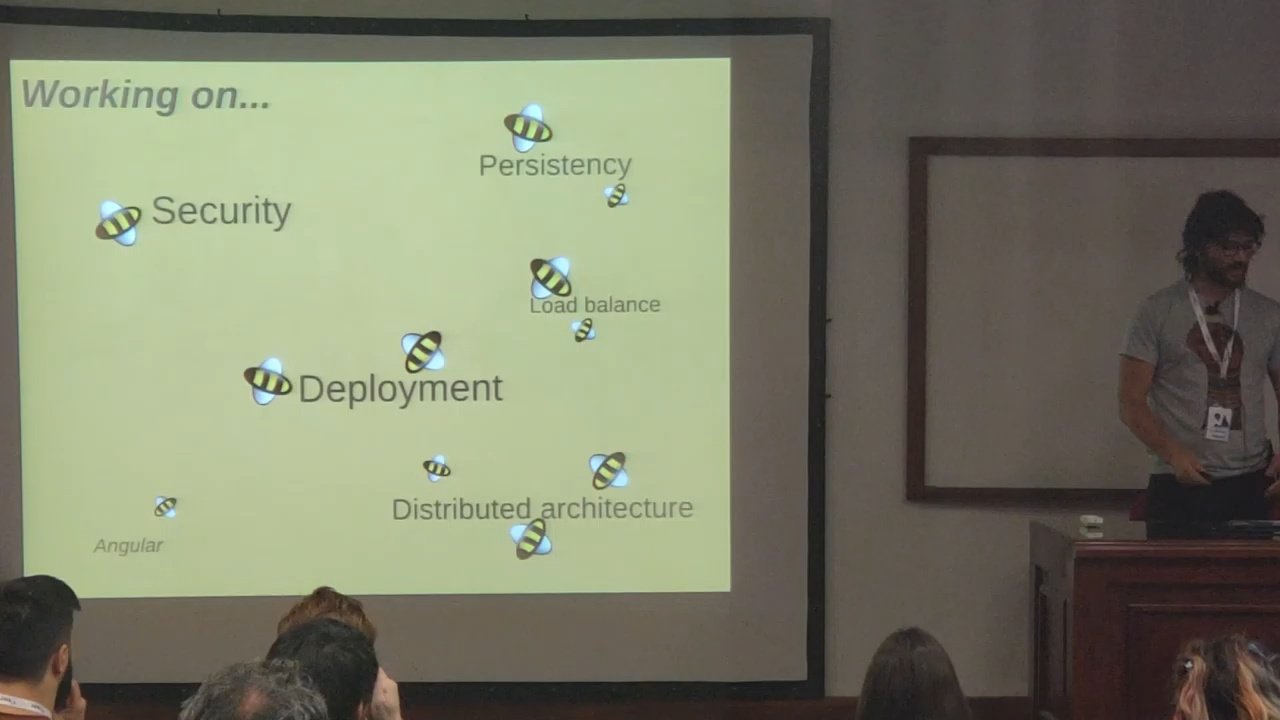 Working on...
Persistency
Security
Load balance
Deployment
Distributed architecture
Angular